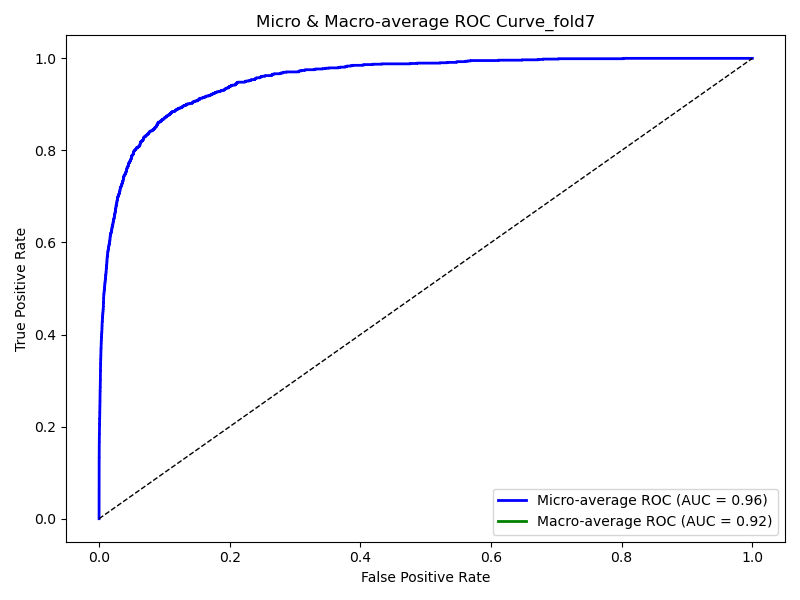 Micro & Macro-average ROC Curve_fold7
True Positive Rate
1.0
0.8
0.6
0.4
0.2
0.0
0.0 0.2 0.4 0.6 0.8 1.0
False Positive Rate
Micro-average ROC (AUC = 0.96)
Macro-average ROC (AUC = 0.92)